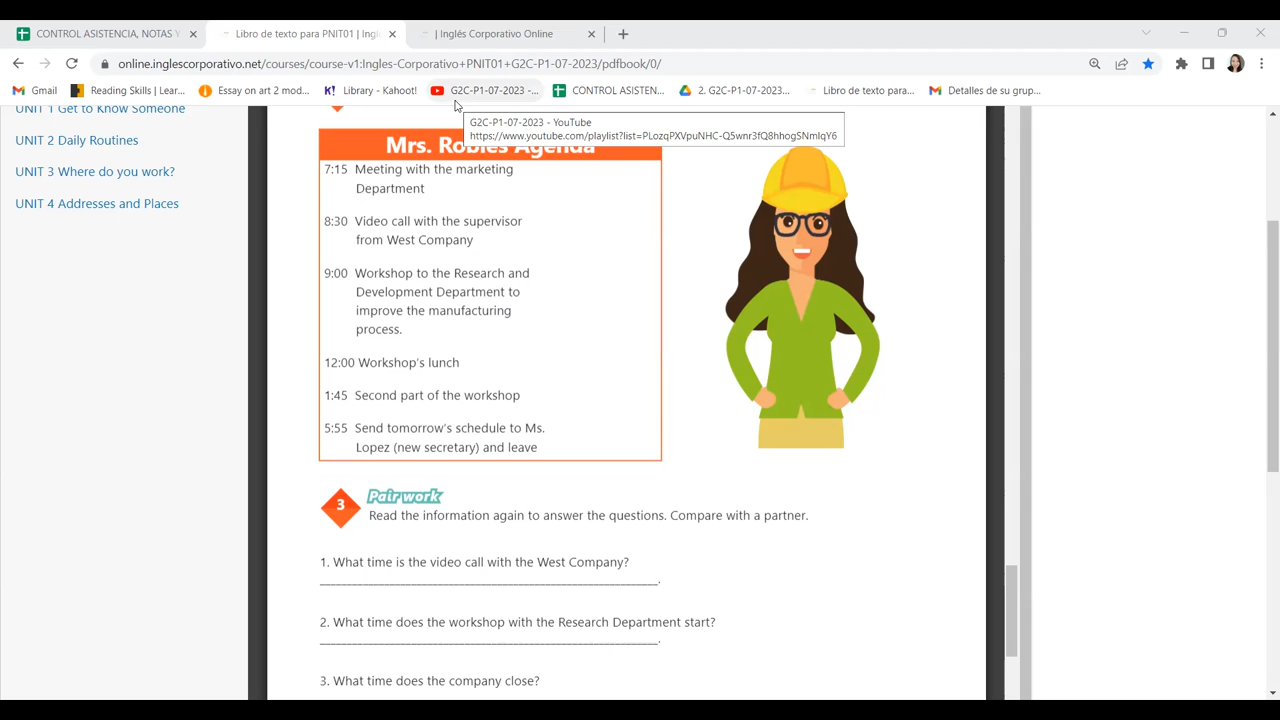 CONTROL ASISTENCIA, NOTAS Y
Libro de texto para PNIT01 | Ingl
| Inglés Corporativo Online
online.inglescorporativo.net/courses/course-v1:Ingles-Corporativo+PNIT01+G2C-P1-07-2023/pdfbook/0/
Gmail
Reading Skills | Lear...
Essay on art 2 mod...
Library - Kahoot!
G2C-P1-07-2023 -...
CONTROL ASISTEN...
2. G2C-P1-07-2023...
Libro de texto para...
Detalles de su grup...
G2C-P1-07-2023 - YouTube
https://www.youtube.com/playlist?list=PLozqPXVpuNHC-Q5wnr3fQ8hhogSNmIqY6
UNIT 1 Get to Know Someone
UNIT 2 Daily Routines
UNIT 3 Where do you work?
UNIT 4 Addresses and Places
Mrs. Robles Agenda
7:15 Meeting with the marketing
Department
8:30 Video call with the supervisor
from West Company
9:00 Workshop to the Research and
Development Department to
improve the manufacturing
process.
12:00 Workshop's lunch
1:45 Second part of the workshop
5:55 Send tomorrow's schedule to Ms.
Lopez (new secretary) and leave
3
Pair work
Read the information again to answer the questions. Compare with a partner.
1. What time is the video call with the West Company?
______________________________________________________.
2. What time does the workshop with the Research Department start?
______________________________________________________.
3. What time does the company close?